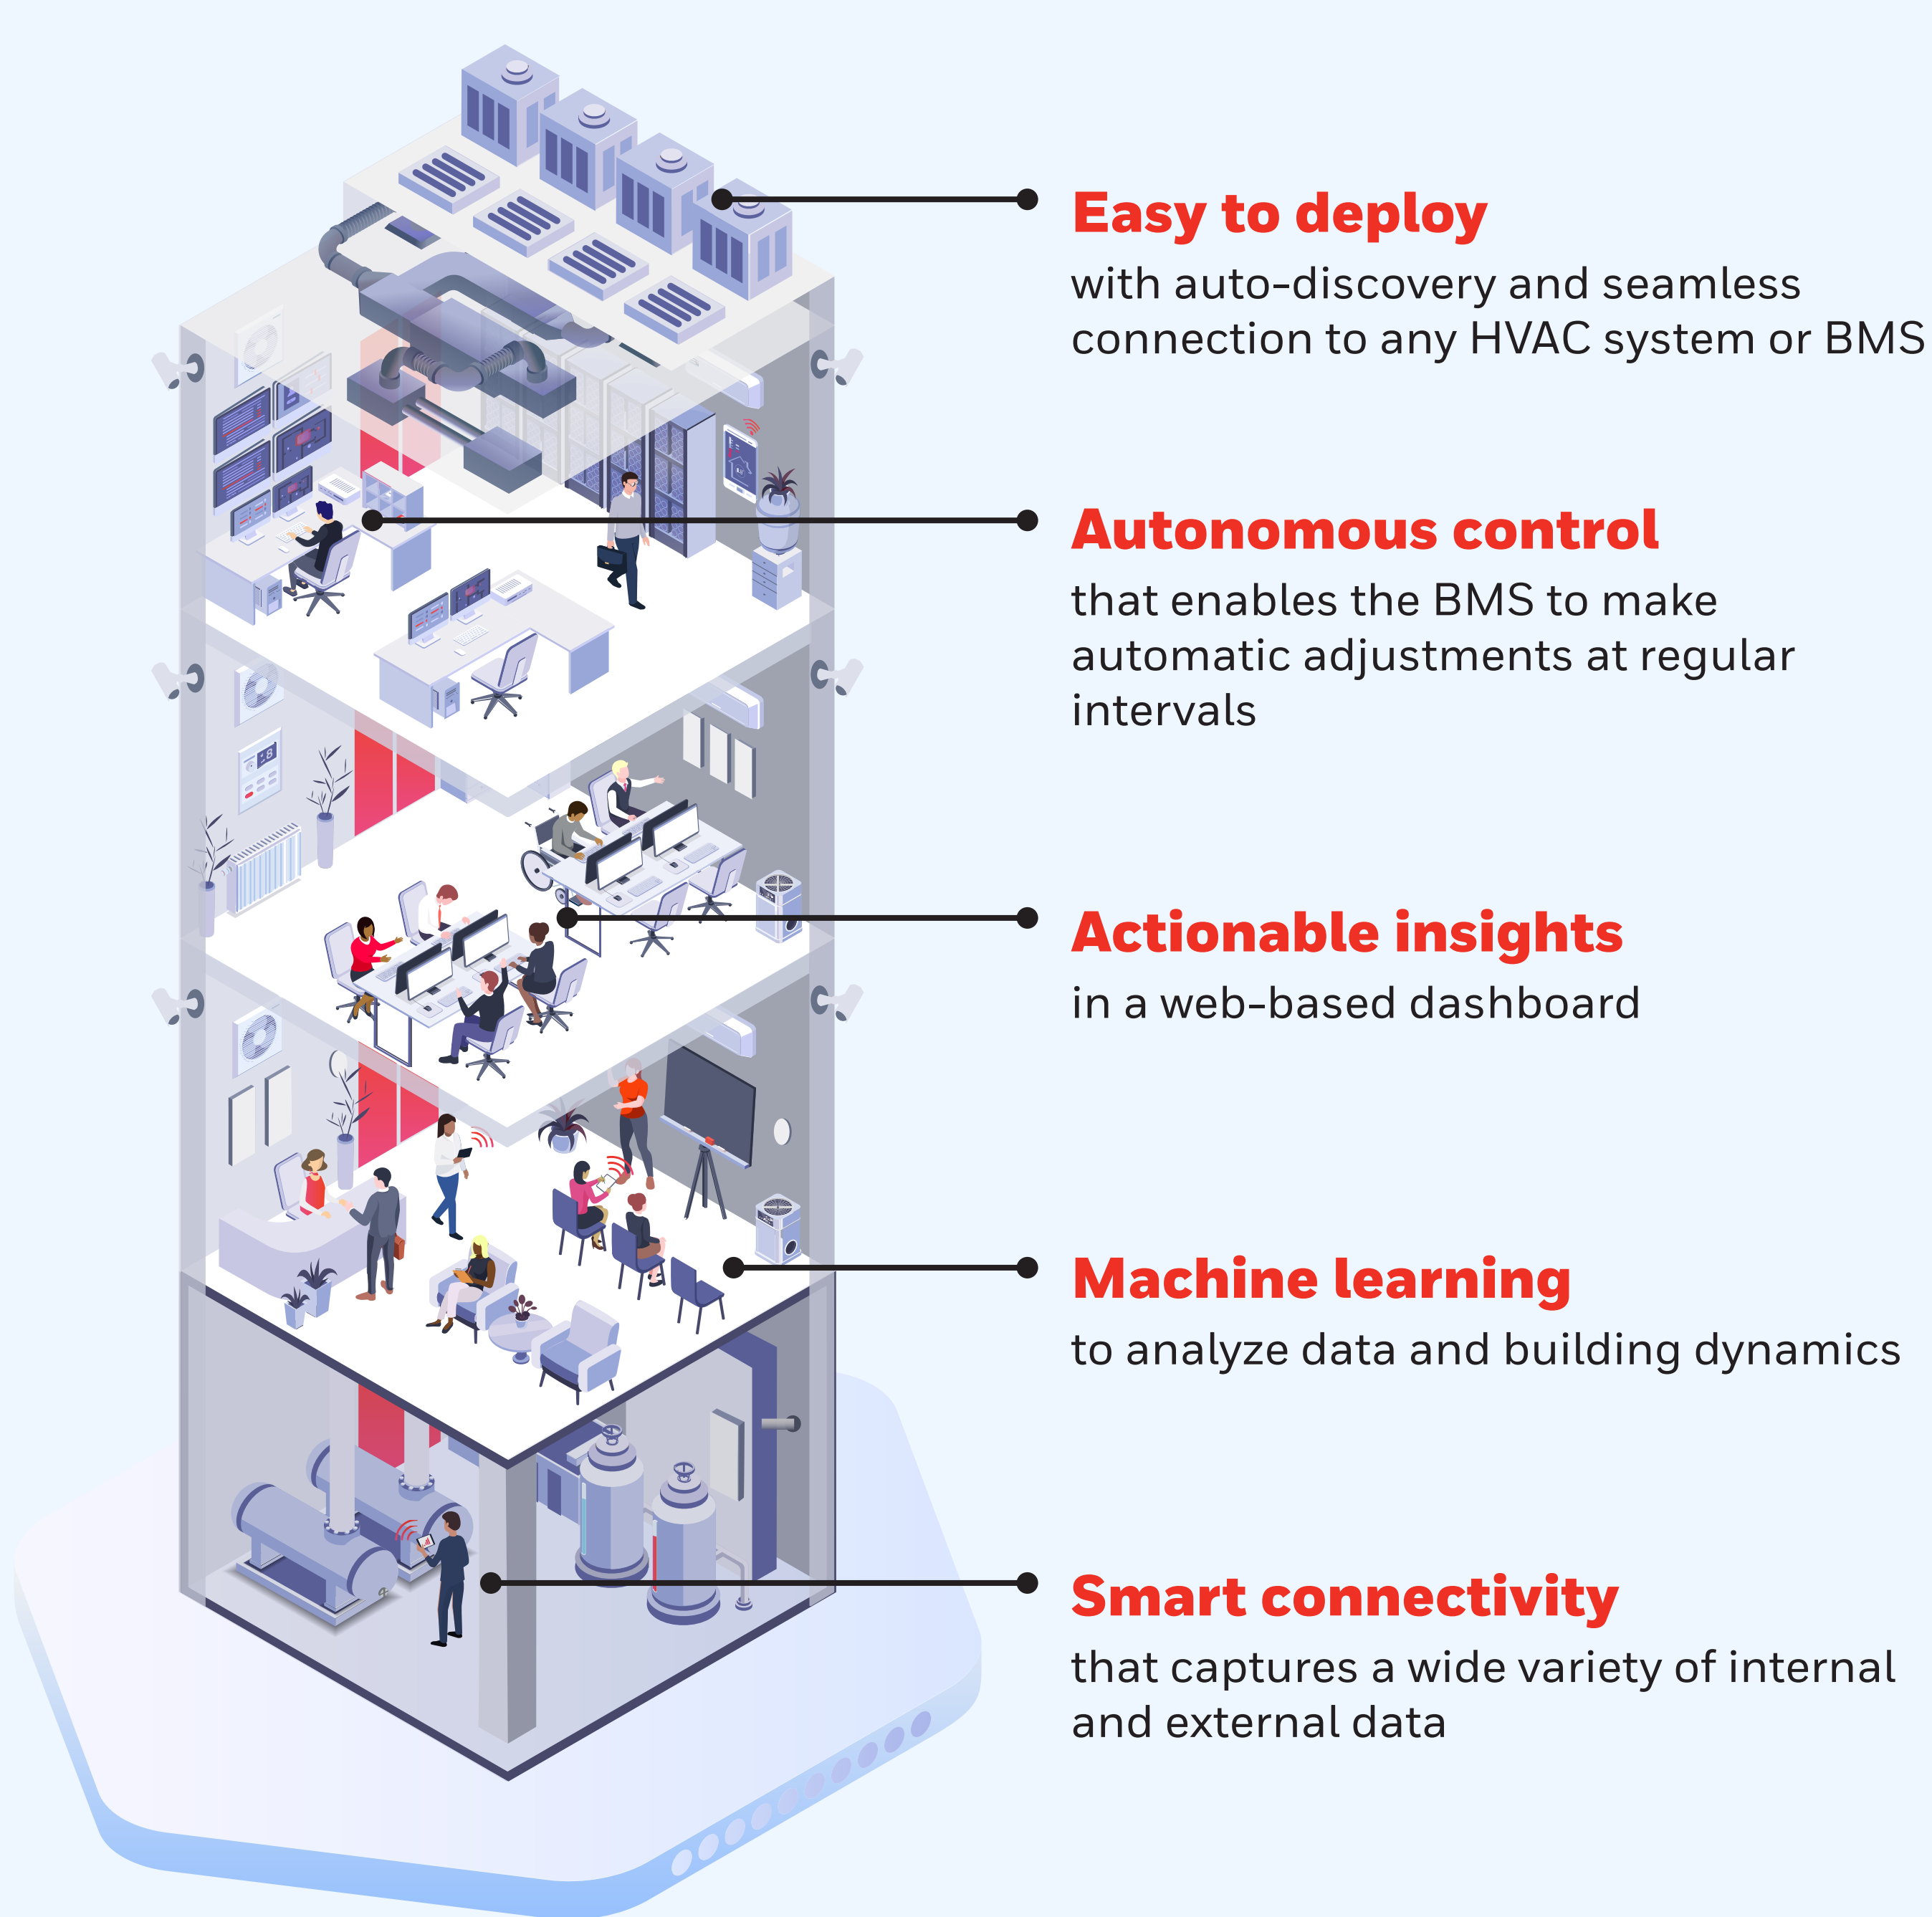 Easy to deploy
with auto-discovery and seamless
connection to any HVAC system or BMS
Autonomous control
that enables the BMS to make
automatic adjustments at regular
intervals
Actionable insights
in a web-based dashboard
Machine learning
to analyze data and building dynamics
Smart connectivity
that captures a wide variety of internal
and external data